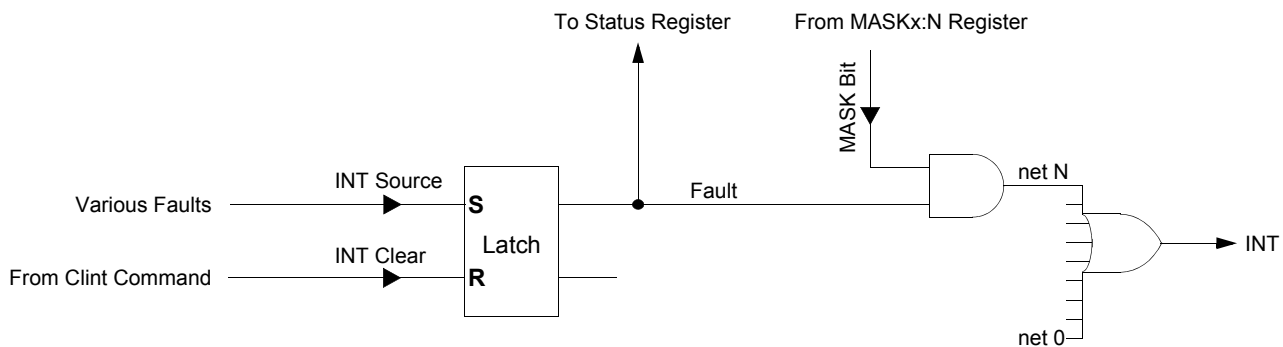 To Status Register
From MASKx:N Register
MASK Bit
INT Source
Various Faults
S
Latch
INT Clear
From Clint Command
R
Fault
net N
INT
net 0